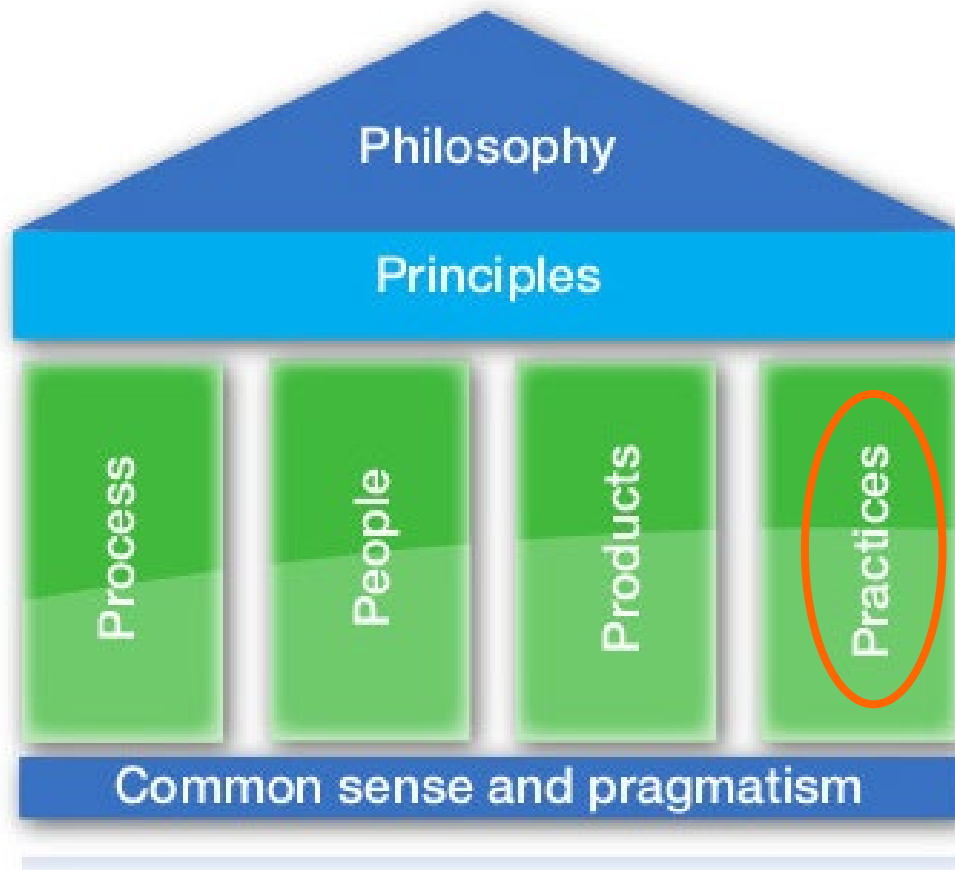 Philosophy
Principles
Process
People
Products
Practices
Common sense and pragmatism